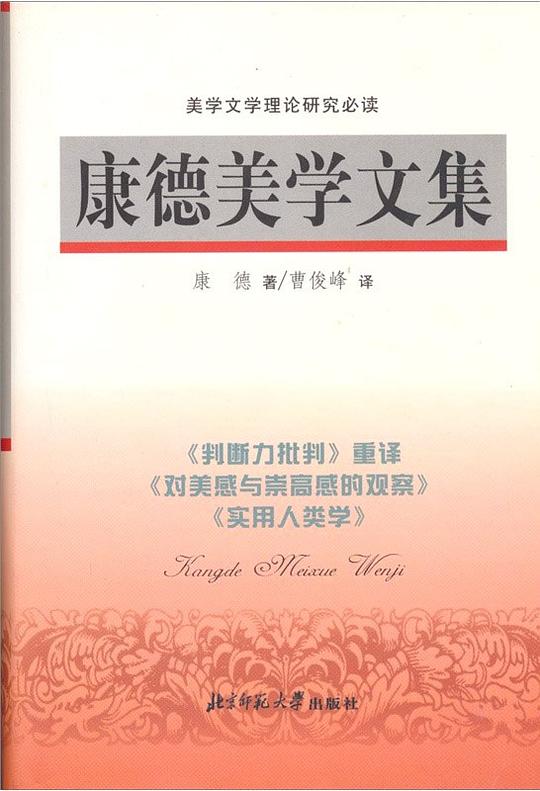 美学文学理论研究必读
康德美学文集
康 德 著/曹俊峰 译
《判断力批判》重译
《对美感与崇高感的观察》
《实用人类学》
Kangde Meixue Wenji
北京师范大学出版社